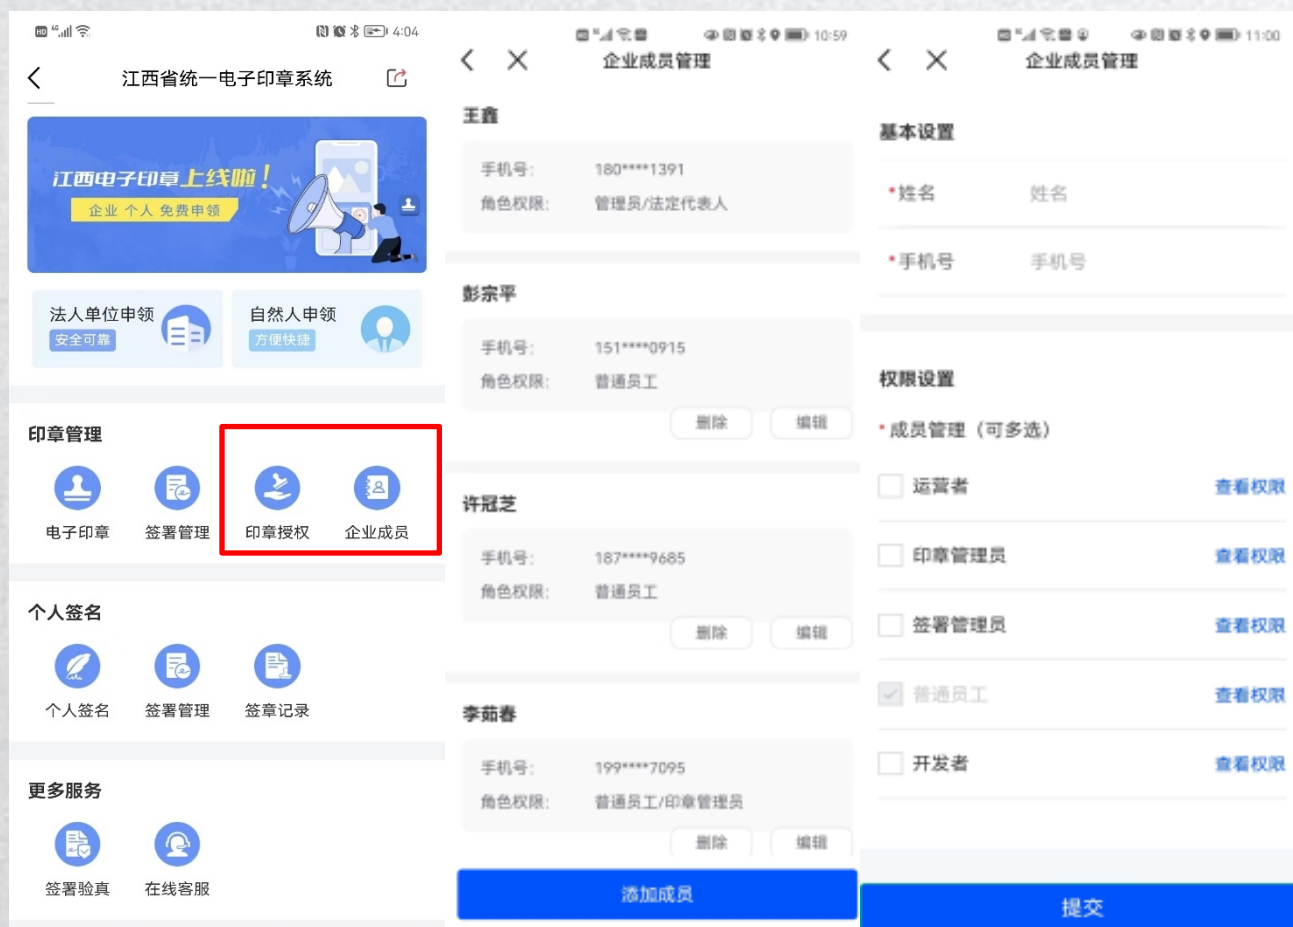 HD 4G 4:04
江西省统一电子印章系统
江西电子印章上线啦！
企业 个人 免费申领
法人单位申领
安全可靠
自然人申领
方便快捷
印章管理
电子印章 签署管理 印章授权 企业成员
个人签名
个人签名 签署管理 签章记录
更多服务
签署验真 在线客服
10:59
企业成员管理
王鑫
手机号: 180****1391
角色权限: 管理员/法定代表人
彭宗平
手机号: 151****0915
角色权限: 普通员工
删除 编辑
许冠芝
手机号: 187****9685
角色权限: 普通员工
删除 编辑
李茹春
手机号: 199****7095
角色权限: 普通员工/印章管理员
删除 编辑
添加成员
11:00
企业成员管理
基本设置
*姓名 姓名
*手机号 手机号
权限设置
*成员管理（可多选）
运营者 查看权限
印章管理员 查看权限
签署管理员 查看权限
普通员工 查看权限
开发者 查看权限
提交